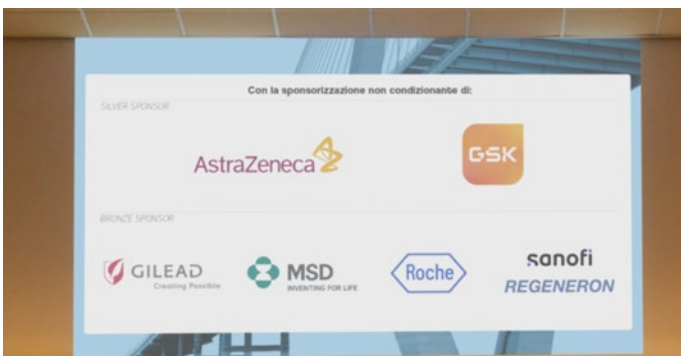 Con la sponsorizzazione non condizionante di:
SILVER SPONSOR
AstraZeneca
GSK
BRONZE SPONSOR
GILEAD
Creating Possible
MSD
INVENTING FOR LIFE
Roche
sanofi
REGENERON